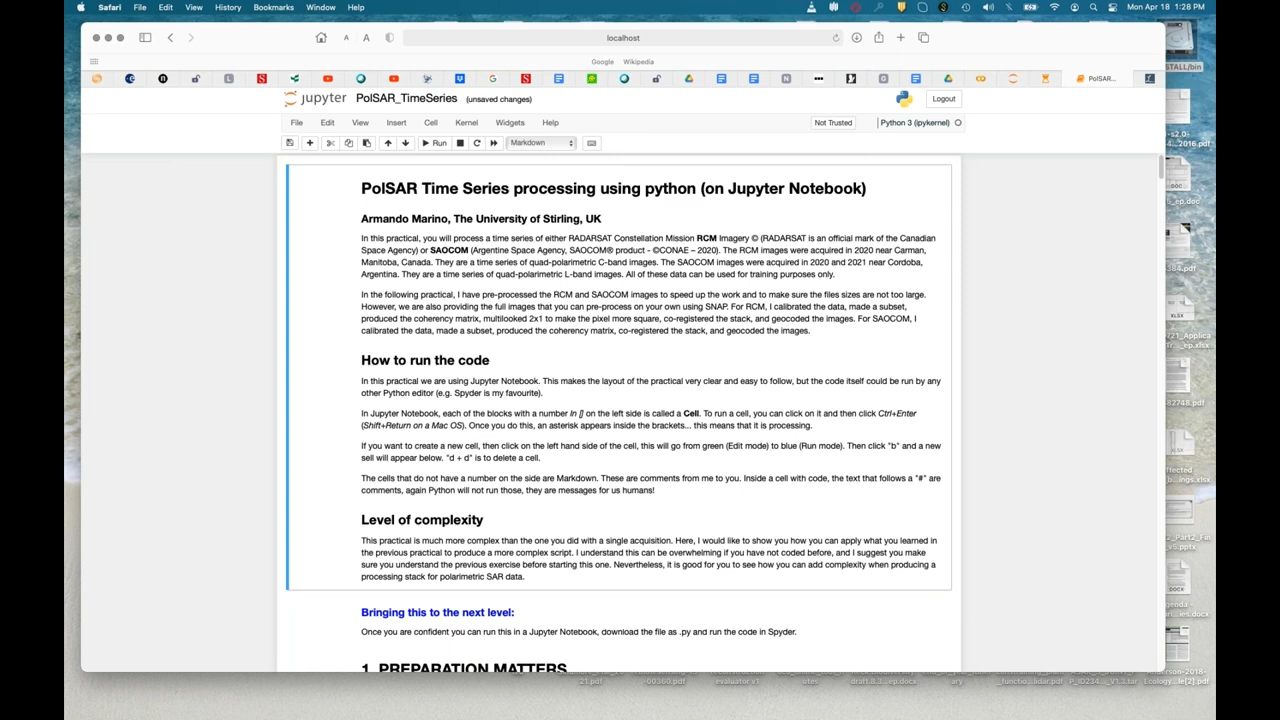 Safari File Edit View History Bookmarks Window Help
Mon Apr 18 1:28 PM
localhost
Google Wikipedia
PolSAR...
jupyter PolSAR_TimeSeries (unsaved changes)
Logout
File Edit View Insert Cell Kernel Widgets Help
Not Trusted
Python 3 (ipykernel)
Run
Markdown
PolSAR Time Series processing using python (on Jupyter Notebook)
Armando Marino, The University of Stirling, UK
In this practical, you will process a time series of either RADARSAT Constellation Mission RCM Imagery © (RADARSAT is an official mark of the Canadian
Space Agency) or SAOCOM (Argentine Space Agency, SAOCOM® product - ©CONAE – 2020). The RCM images were acquired in 2020 near Carman,
Manitoba, Canada. They are a time series of quad-polarimetric C-band images. The SAOCOM images were acquired in 2020 and 2021 near Cordoba,
Argentina. They are a time series of quad-polarimetric L-band images. All of these data can be used for training purposes only.
In the following practical, I have pre-processed the RCM and SAOCOM images to speed up the work and to make sure the files sizes are not too large.
However, we are also providing the full images that you can pre-process on your own using SNAP. For RCM, I calibrated the data, made a subset,
produced the coherency matrix, multilooked 2x1 to make the pixel more square, co-registered the stack, and geocoded the images. For SAOCOM, I
calibrated the data, made a subset, produced the coherency matrix, co-registered the stack, and geocoded the images.
How to run the code
In this practical we are using Jupyter Notebook. This makes the layout of the practical very clear and easy to follow, but the code itself could be run by any
other Python editor (e.g. Spyder is my favourite).
In Jupyter Notebook, each of the blocks with a number In [] on the left side is called a Cell. To run a cell, you can click on it and then click Ctrl+Enter
(Shift+Return on a Mac OS). Once you do this, an asterisk appears inside the brackets... this means that it is processing.
If you want to create a new cell, then click on the left hand side of the cell, this will go from green (Edit mode) to blue (Run mode). Then click "b" and a new
sell will appear below. "d + d" is to delete a cell.
The cells that do not have a number on the side are Markdown. These are comments from me to you. Inside a cell with code, the text that follows a "#" are
comments, again Python will not run those, they are messages for us humans!
Level of complexity
This practical is much more complex than the one you did with a single acquisition. Here, I would like to show you how you can apply what you learned in
the previous practical to produce a more complex script. I understand this can be overwhelming if you have not coded before, and I suggest you make
sure you understand the previous exercise before starting this one. Nevertheless, it is good for you to see how you can add complexity when producing a
processing stack for polarimetric SAR data.
Bringing this to the next level:
Once you are confident you can run this in a Jupyter Notebook, download the file as .py and run the code in Spyder.
1. PREPARATION MATTERS